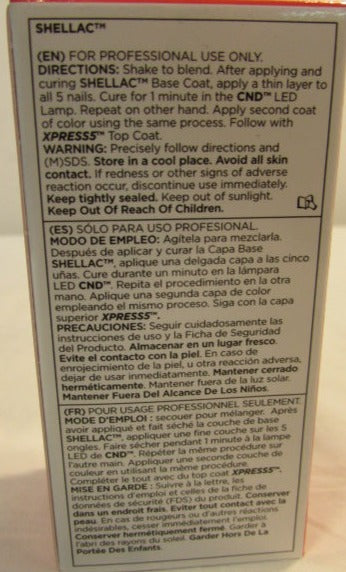 SHELLAC™
(EN) FOR PROFESSIONAL USE ONLY.
DIRECTIONS: Shake to blend. After applying and
curing SHELLAC™ Base Coat, apply a thin layer to
all 5 nails. Cure for 1 minute in the CND™ LED
Lamp. Repeat on other hand. Apply second coat
of color using the same process. Follow with
XPRESS5™ Top Coat.
WARNING: Precisely follow directions and
(M)SDS. Store in a cool place. Avoid all skin
contact. If redness or other signs of adverse
reaction occur, discontinue use immediately.
Keep tightly sealed. Keep out of sunlight.
Keep Out Of Reach Of Children.
(ES) SÓLO PARA USO PROFESIONAL.
MODO DE EMPLEO: Agítela para mezclarla.
Después de aplicar y curar la Capa Base
SHELLAC™, aplique una delgada capa a las cinco
uñas. Cure durante un minuto en la lámpara
LED CND™. Repita el procedimiento en la otra
mano. Aplique una segunda capa de color
empleando el mismo proceso. Siga con la capa
superior XPRESS5™.
PRECAUCIONES: Seguir cuidadosamente las
instrucciones de uso y la Ficha de Seguridad
del Producto. Almacenar en un lugar fresco.
Evite el contacto con la piel. En caso de
enrojecimiento de la piel, u otra reacción adversa,
dejar de usar inmediatamente. Mantener cerrado
herméticamente. Mantener fuera de la luz solar.
Mantener Fuera Del Alcance De Los Niños.
(FR) POUR USAGE PROFESSIONNEL SEULEMENT.
MODE D'EMPLOI : secouer pour mélanger. Après
avoir appliqué et fait séché la couche de base
SHELLAC™, appliquer une fine couche sur les 5
ongles. Faire sécher pendant 1 minute à la lampe
LED de CND™. Répéter la même procédure sur
l'autre main. Appliquer une seconde couche de
couleur en utilisant la même procédure.
Compléter le tout avec du top coat XPRESS5™.
MISE EN GARDE : Suivre à la lettre, les
instructions d'emploi et celles de la fiche de
données de sécurité (FDS) du produit. Conserver
dans un endroit frais. Eviter tout contact avec la
peau. En cas de rougeurs ou d'autres réactions
indésirables, cesser immédiatement l'emploi.
Conserver hermétiquement fermé. Garder à
l'abri des rayons du soleil. Garder Hors De La
Portée Des Enfants.